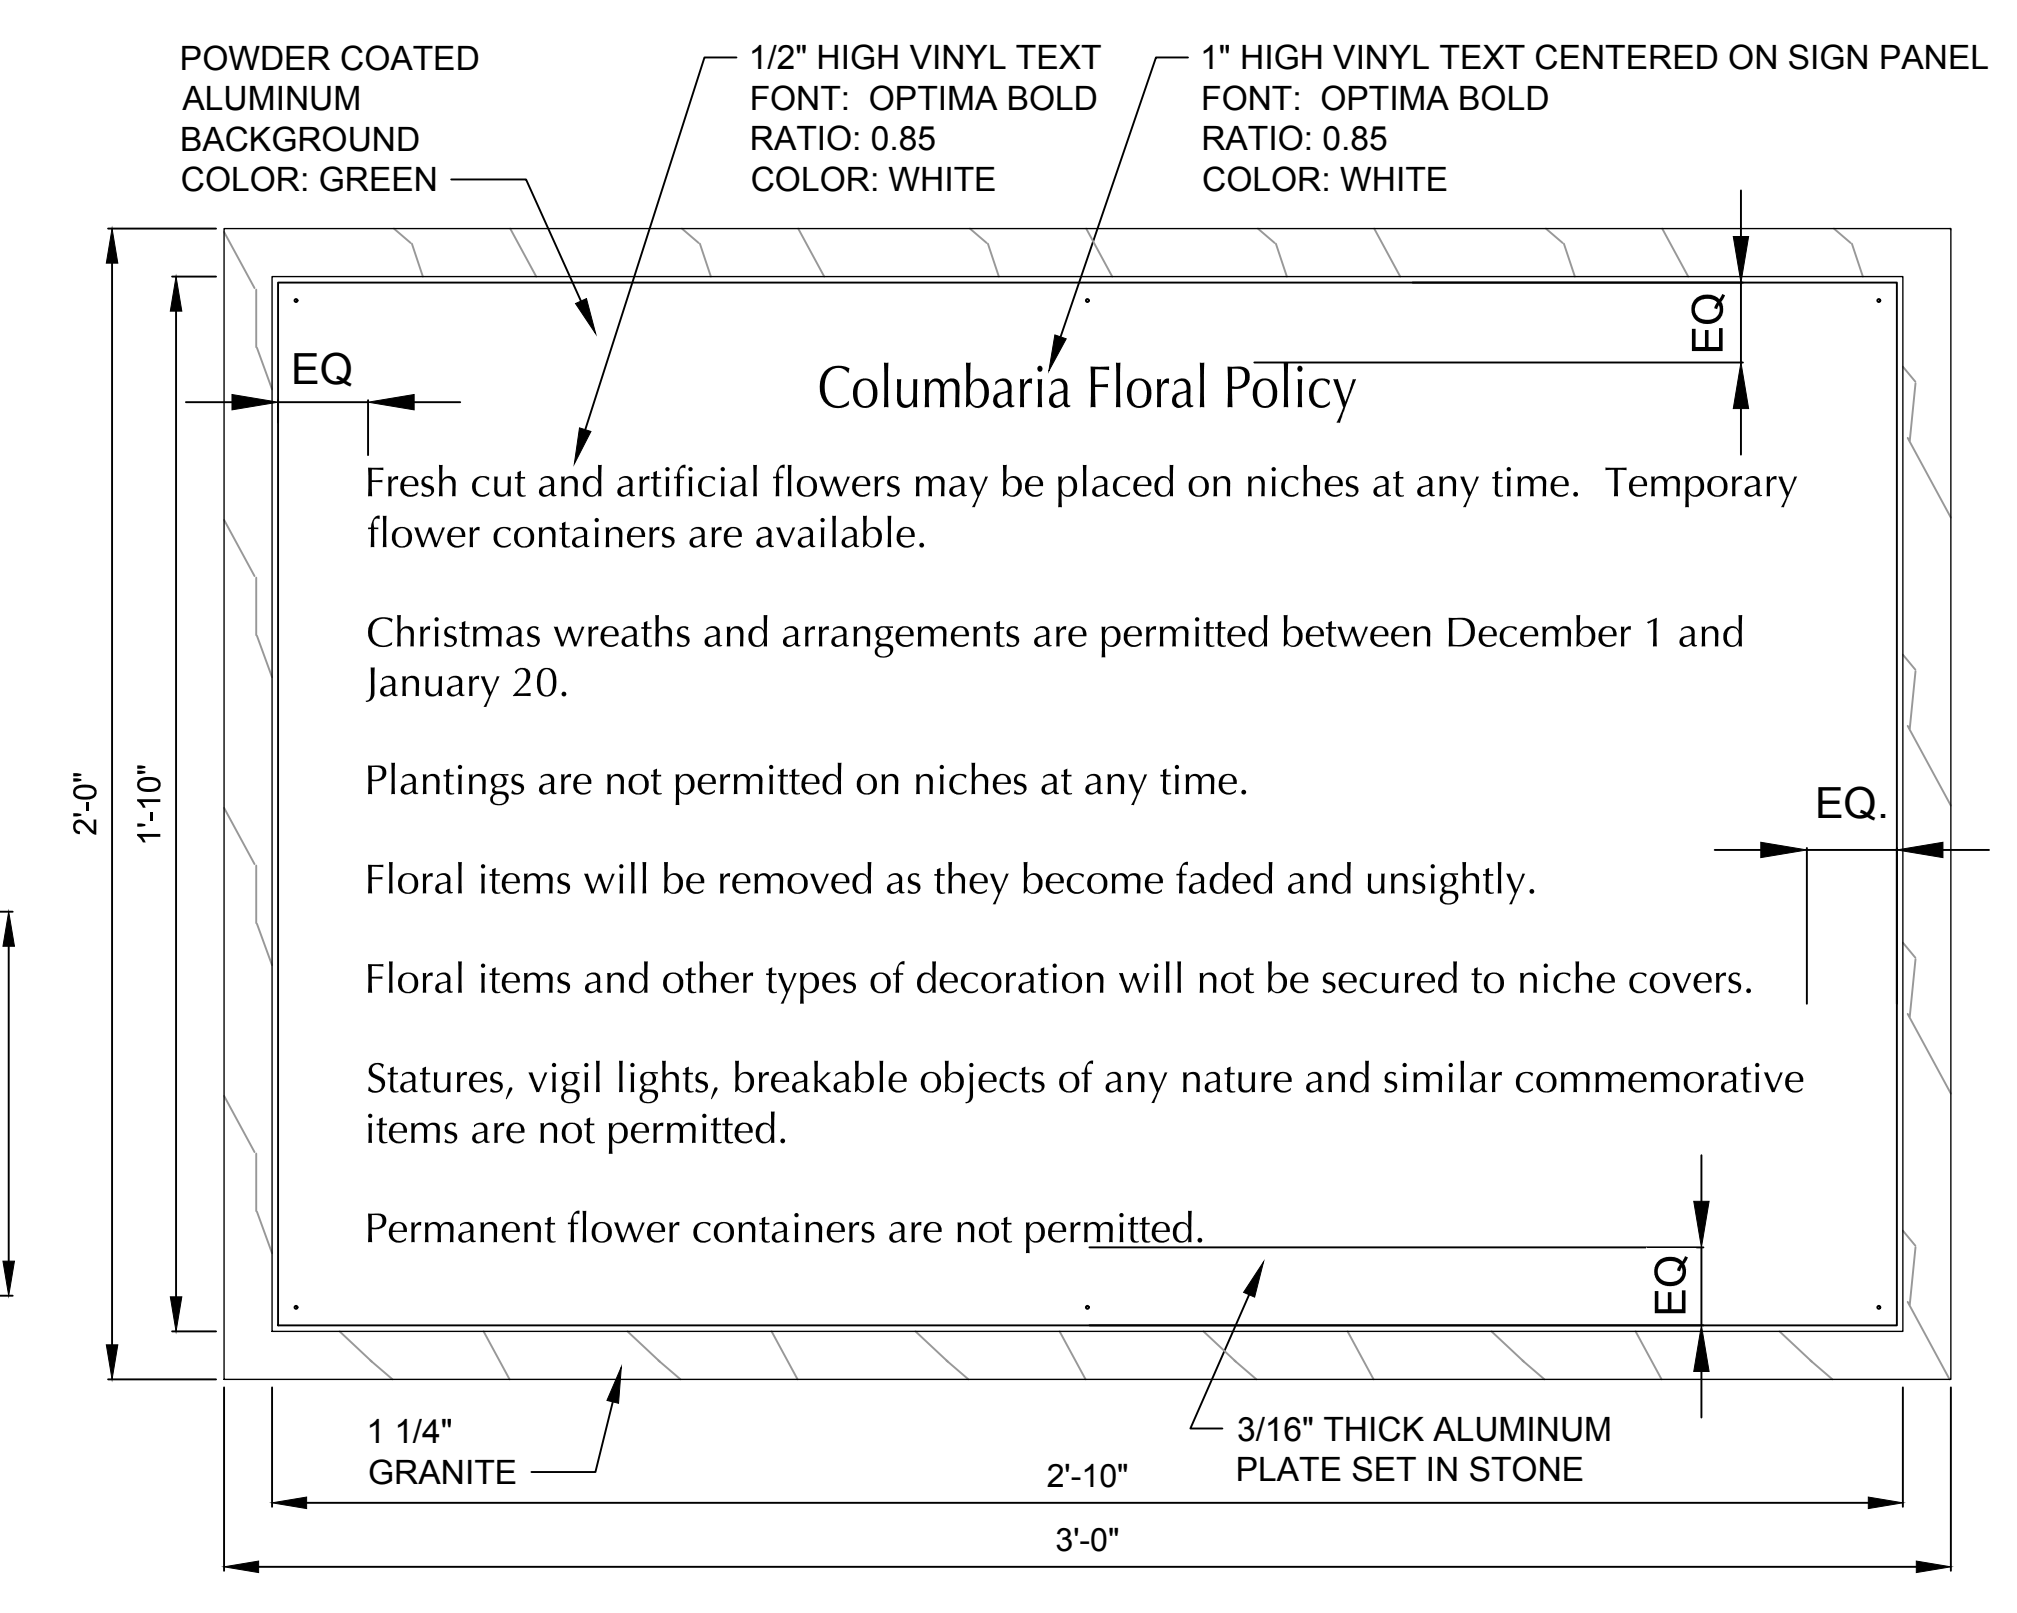 POWDER COATED
ALUMINUM
BACKGROUND
COLOR: GREEN
1/2" HIGH VINYL TEXT
FONT:  OPTIMA BOLD
RATIO: 0.85
COLOR: WHITE
1" HIGH VINYL TEXT CENTERED ON SIGN PANEL
FONT:  OPTIMA BOLD
RATIO: 0.85
COLOR: WHITE
EQ
EQ
Columbaria Floral Policy
Fresh cut and artificial flowers may be placed on niches at any time.  Temporary
flower containers are available.
Christmas wreaths and arrangements are permitted between December 1 and
January 20.
Plantings are not permitted on niches at any time.
2'-0"
1'-10"
EQ.
Floral items will be removed as they become faded and unsightly.
Floral items and other types of decoration will not be secured to niche covers.
Statures, vigil lights, breakable objects of any nature and similar commemorative
items are not permitted.
Permanent flower containers are not permitted.
EQ
1 1/4"
GRANITE
3/16" THICK ALUMINUM
PLATE SET IN STONE
2'-10"
3'-0"